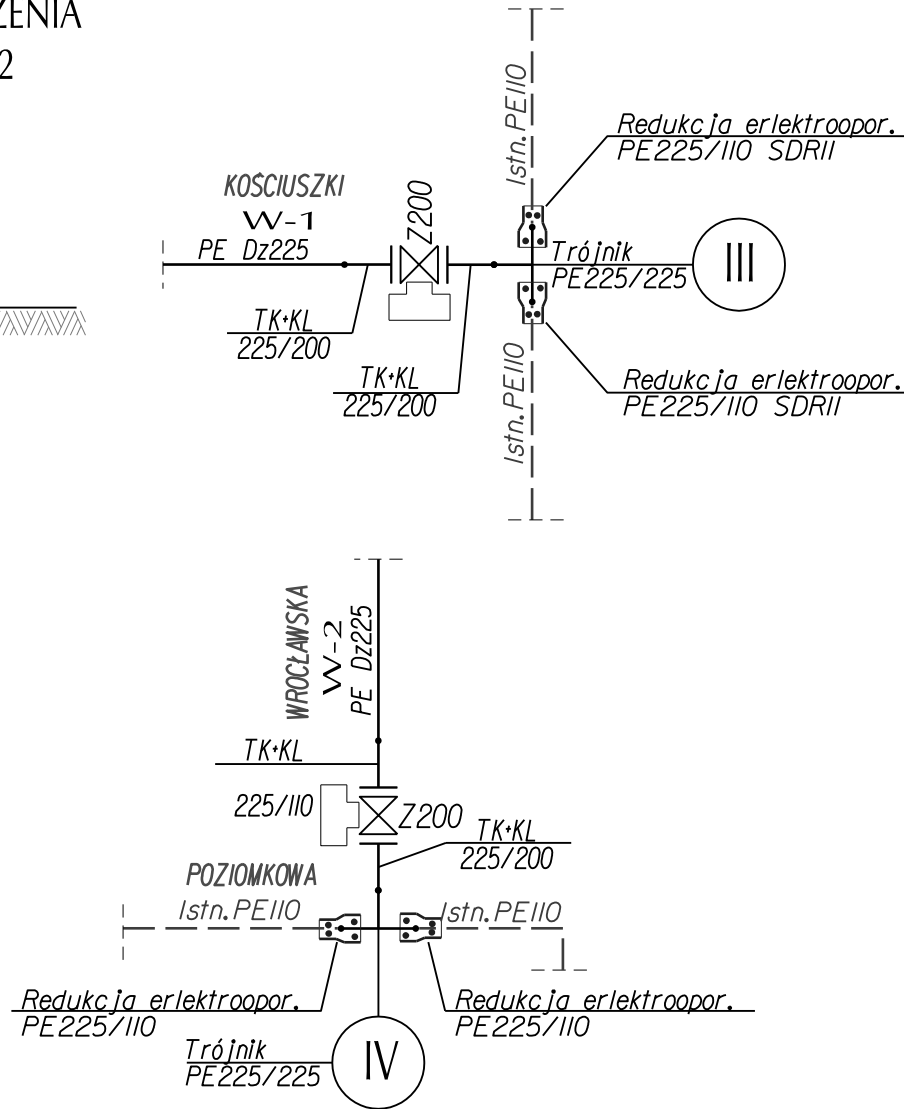 ZENIA
2
Istn.PE110
Redukcja erlektroopor.
PE225/110 SDR11
KOŚCIUSZKI
W-1
PE Dz225
Z200
Trójnik
PE225/225
III
TK+KL
225/200
TK+KL
225/200
Istn.PE110
Redukcja erlektroopor.
PE225/110 SDR11
WROCŁAWSKA
W-2
PE Dz225
TK+KL
225/110
Z200
TK+KL
225/200
POZIOMKOWA
Istn.PE110
Istn.PE110
Redukcja erlektroopor.
PE225/110
Redukcja erlektroopor.
PE225/110
Trójnik
PE225/225
IV